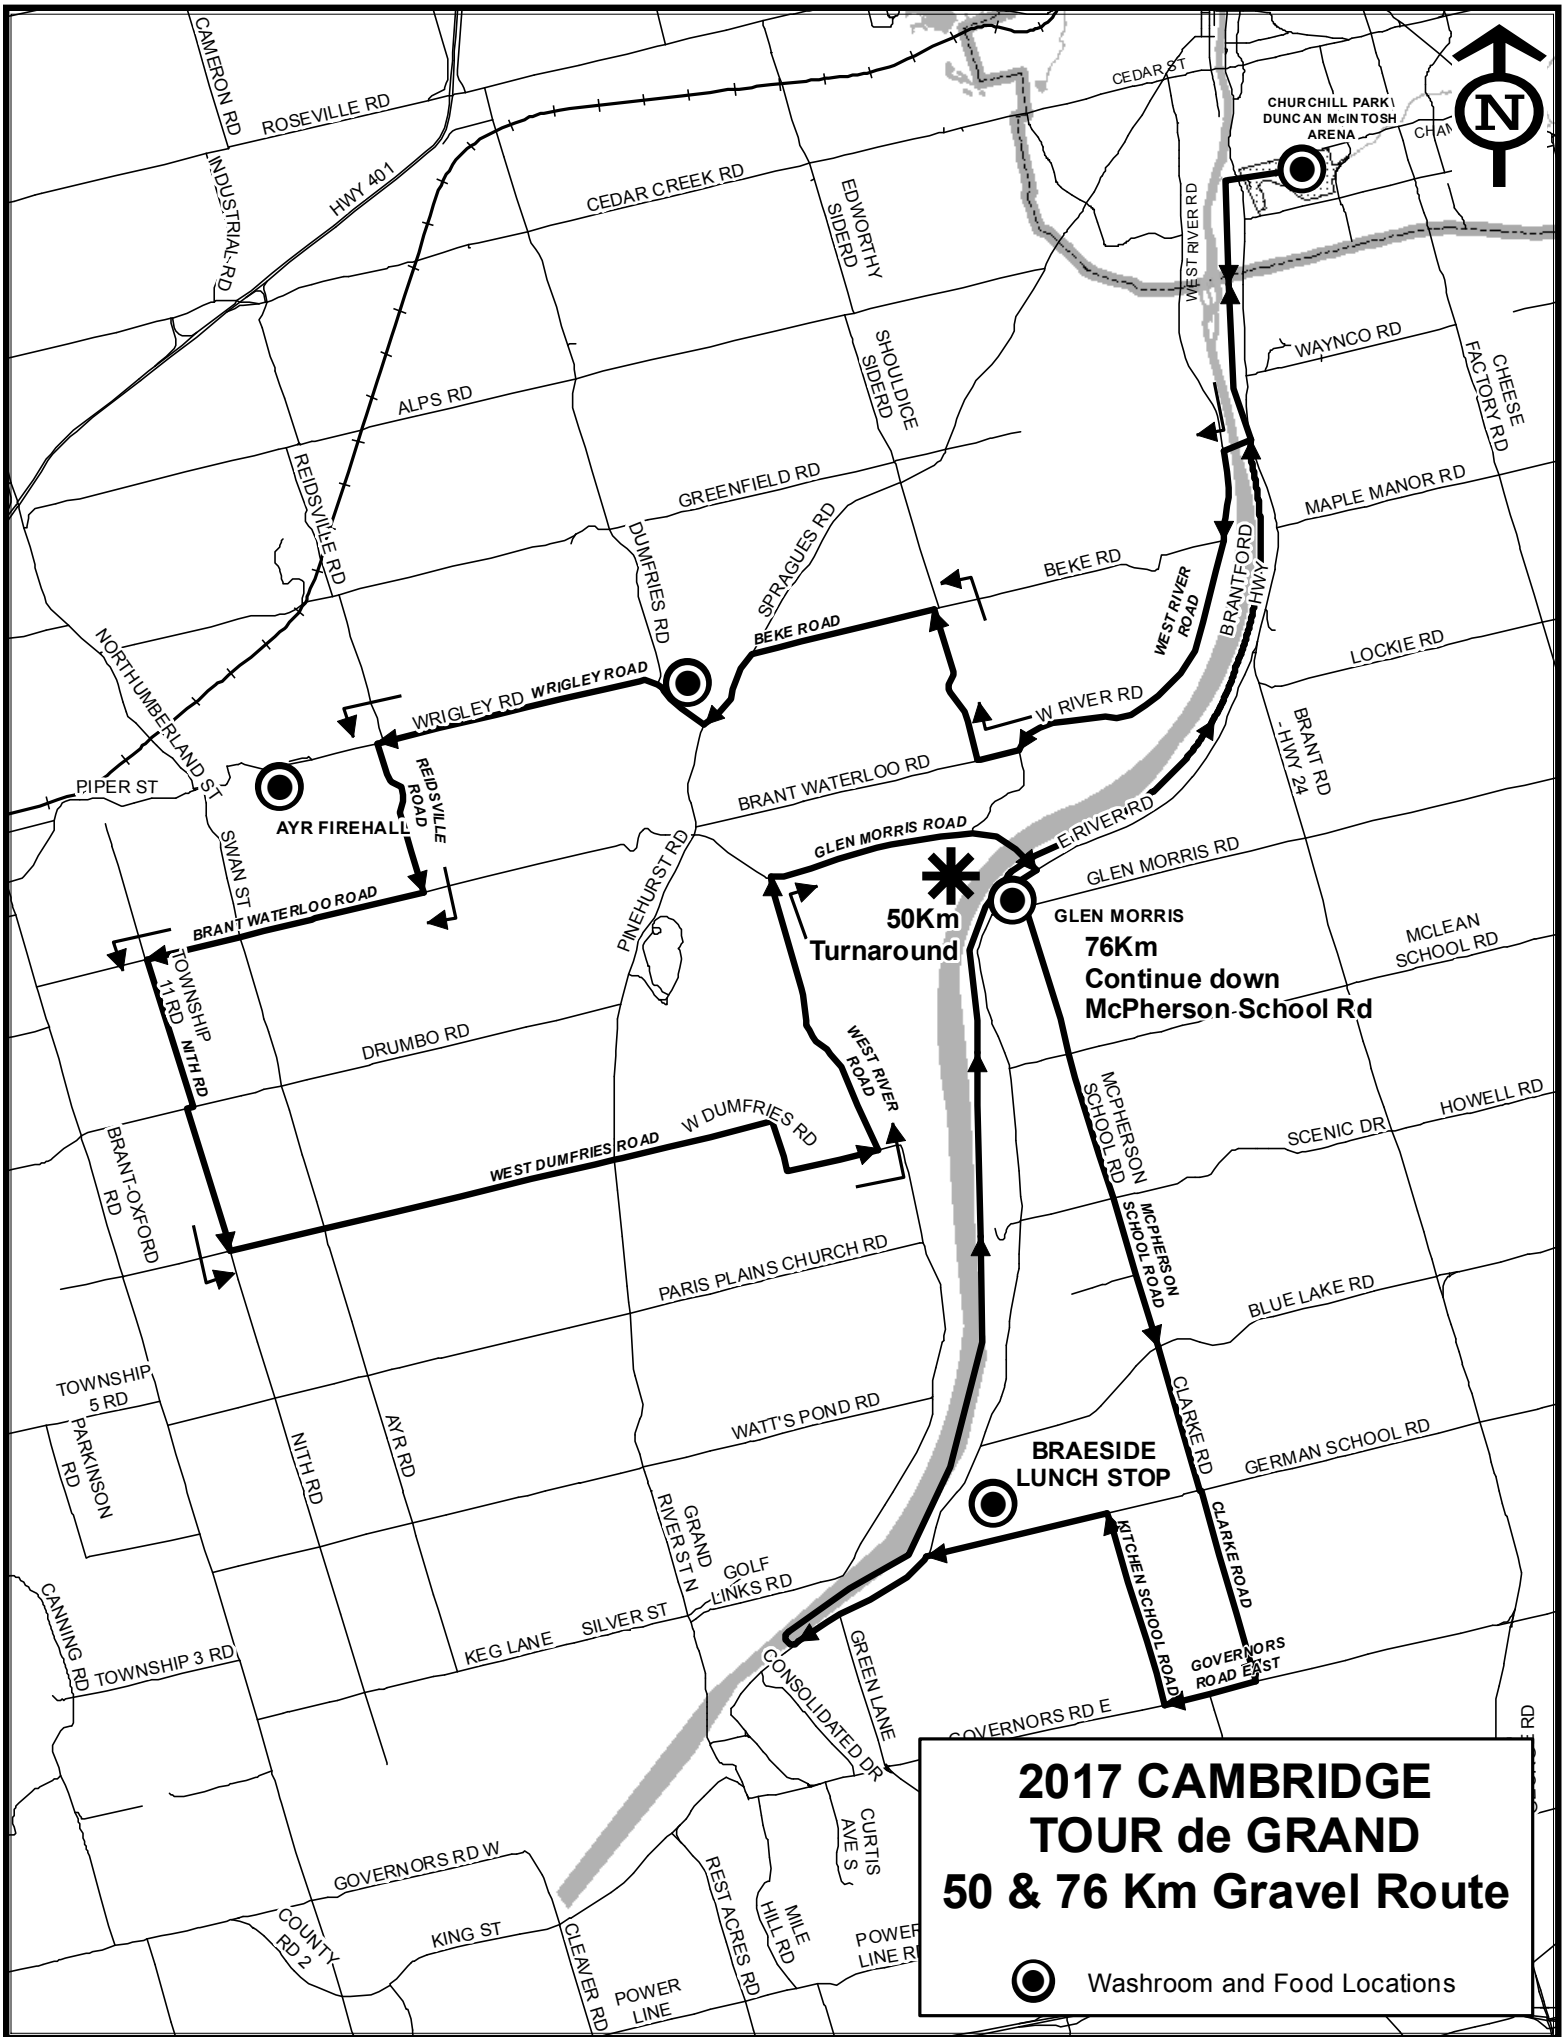 CAMERON RD
ROSEVILLE RD
CEDAR ST
CHURCHILL PARK\
DUNCAN McINTOSH
ARENA
N
INDUSTRIAL RD
HWY 401
CEDAR CREEK RD
EDWORTHY
SIDERD
WEST RIVER RD
SHOULDICE
SIDERD
WAYNCO RD
CHEESE
FACTORY RD
ALPS RD
REIDSVILLE RD
GREENFIELD RD
MAPLE MANOR RD
DUMFRIES RD
SPRAGUES RD
BEKE RD
WEST RIVER
ROAD
BRANTFORD
HWY
BEKE ROAD
LOCKIE RD
NORTHUMBERLAND ST
WRIGLEY RD
WRIGLEY ROAD
W RIVER RD
BRANT RD
- HWY 24
PIPER ST
REIDSVILLE
ROAD
BRANT WATERLOO RD
AYR FIREHALL
GLEN MORRIS ROAD
E RIVER RD
SWAN ST
PINEHURST RD
GLEN MORRIS RD
BRANT WATERLOO ROAD
50Km
Turnaround
GLEN MORRIS
76Km
Continue down
McPherson School Rd
MCLEAN
SCHOOL RD
TOWNSHIP
11 RD
NITH RD
DRUMBO RD
WEST RIVER
ROAD
MCPHERSON
SCHOOL RD
HOWELL RD
W DUMFRIES RD
SCENIC DR
BRANT-OXFORD
RD
WEST DUMFRIES ROAD
MCPHERSON
SCHOOL ROAD
PARIS PLAINS CHURCH RD
BLUE LAKE RD
TOWNSHIP
5 RD
CLARKE RD
WATT'S POND RD
PARKINSON
RD
NITH RD
AYR RD
GERMAN SCHOOL RD
BRAESIDE
LUNCH STOP
GRAND
RIVER ST N
KITCHEN SCHOOL ROAD
CLARKE ROAD
GOLF
LINKS RD
CANNING RD
SILVER ST
KEG LANE
TOWNSHIP 3 RD
GREEN LANE
GOVERNORS
ROAD EAST
CONSOLIDATED DR
GOVERNORS RD E
2017 CAMBRIDGE
TOUR de GRAND
50 & 76 Km Gravel Route
Washroom and Food Locations
CURTIS
AVE S
GOVERNORS RD W
REST ACRES RD
MILE
HILL RD
COUNTY
RD 2
KING ST
CLEAVER RD
POWER
LINE
POWER
LINE